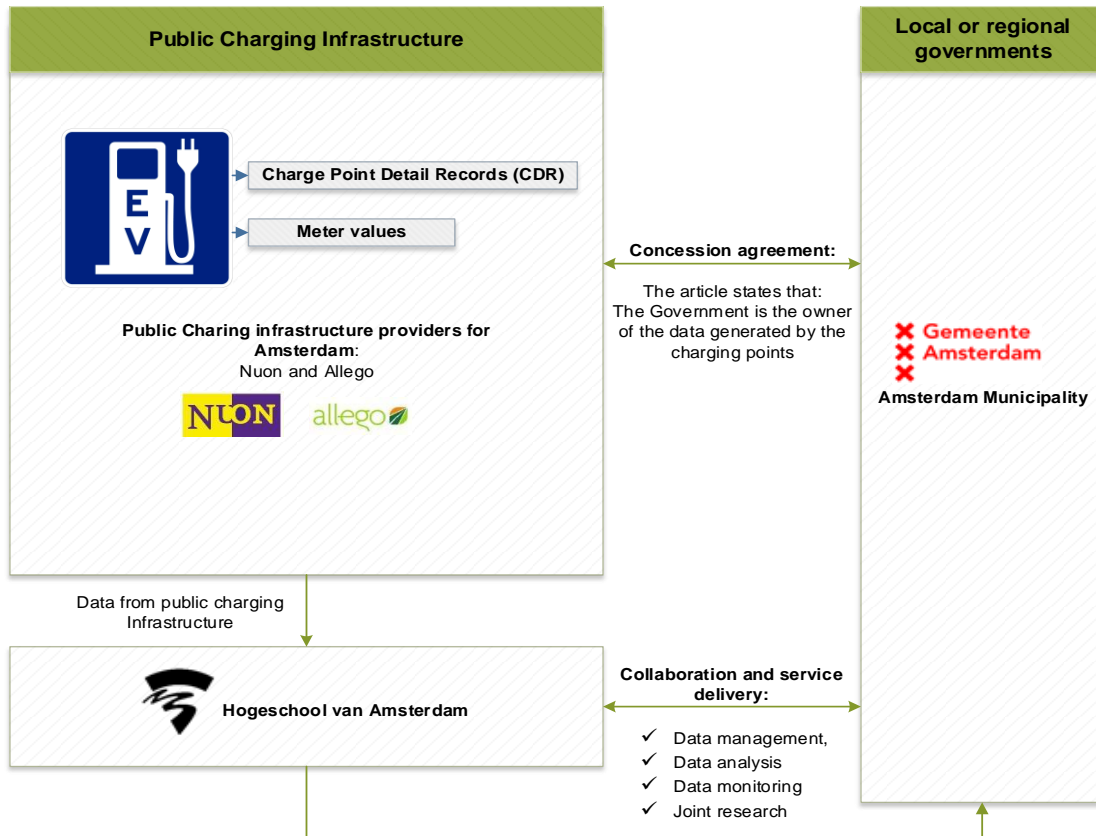 Public Charging Infrastructure
Local or regional
governments
E
V
Charge Point Detail Records (CDR)
Meter values
Public Charing infrastructure providers for
Amsterdam:
Nuon and Allego
NUON
allego
Concession agreement:
The article states that:
The Government is the owner
of the data generated by the
charging points
Gemeente
Amsterdam
Amsterdam Municipality
Data from public charging
Infrastructure
Hogeschool van Amsterdam
Collaboration and service
delivery:
✓ Data management,
✓ Data analysis
✓ Data monitoring
✓ Joint research